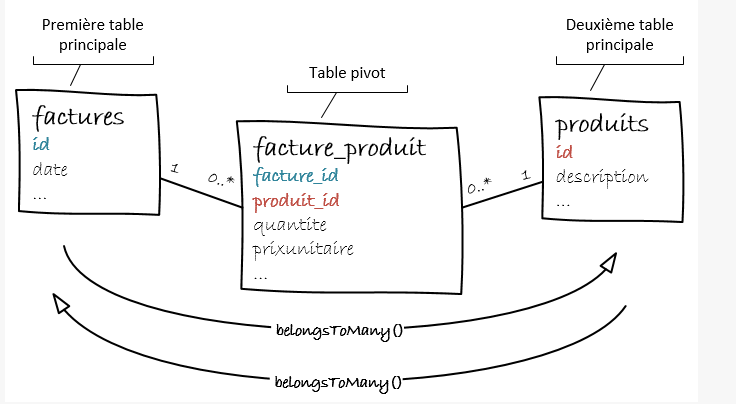 Première table
principale
Table pivot
Deuxième table
principale
factures
id
date
...
1
0..*
facture_produit
facture_id
produit_id
quantite
prixunitaire
...
0..*
1
produits
id
description
...
belongsToMany()
belongsToMany()